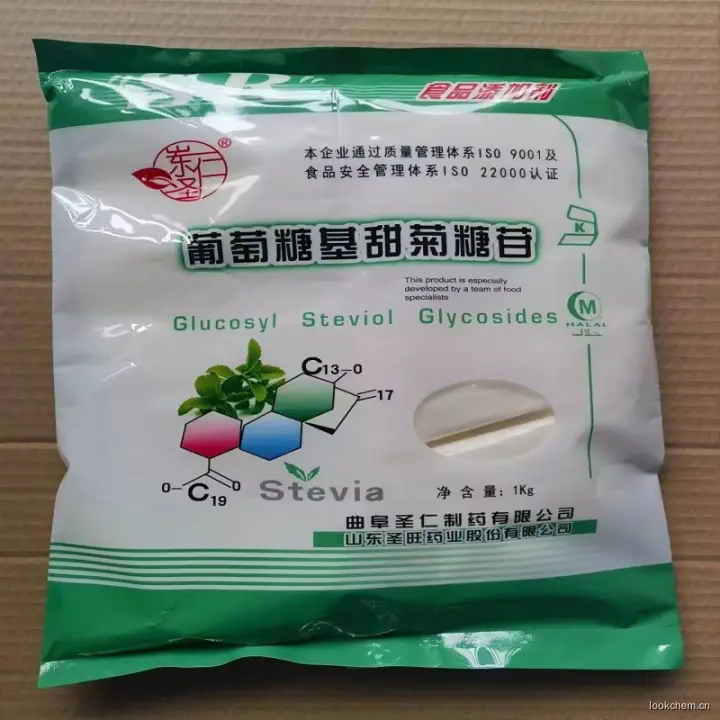 食品添加剂
东仁圣®
本企业通过质量管理体系ISO 9001及
食品安全管理体系ISO 22000认证
K
葡萄糖基甜菊糖苷
This product is especially
developed by a team of food
specialists
Glucosyl Steviol Glycosides
M
HALAL
C13-O
17
O-C19 O
Stevia
净含量：1Kg
曲阜圣仁制药有限公司
山东圣旺药业股份有限公司
lookchem.cn